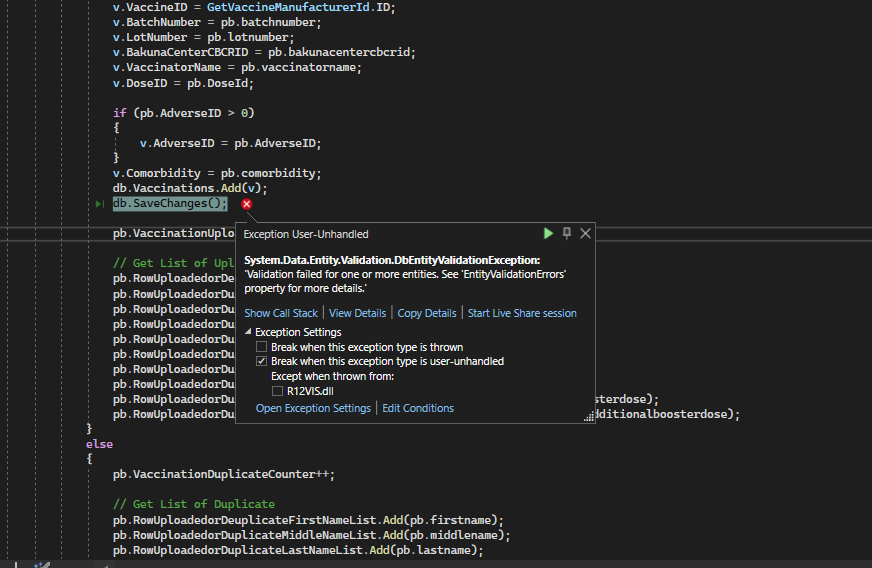 v.VaccineID = GetVaccineManufacturerId.ID;
v.BatchNumber = pb.batchnumber;
v.LotNumber = pb.lotnumber;
v.BakunaCenterCBCRID = pb.bakunacentercbcrid;
v.VaccinatorName = pb.vaccinatorname;
v.DoseID = pb.DoseId;
if (pb.AdverseID > 0)
{
v.AdverseID = pb.AdverseID;
}
v.Comorbidity = pb.comorbidity;
db.Vaccinations.Add(v);
db.SaveChanges();
pb.VaccinationUplo
Exception User-Unhandled
System.Data.Entity.Validation.DbEntityValidationException:
'Validation failed for one or more entities. See 'EntityValidationErrors'
property for more details.'
Show Call Stack | View Details | Copy Details | Start Live Share session
Exception Settings
Break when this exception type is thrown
Break when this exception type is user-unhandled
Except when thrown from:
R12VIS.dll
Open Exception Settings | Edit Conditions
// Get List of Upl
pb.RowUploadedorDe
pb.RowUploadedorDu
pb.RowUploadedorDu
pb.RowUploadedorDu
pb.RowUploadedorDu
pb.RowUploadedorDu
pb.RowUploadedorDu
pb.RowUploadedorDu
pb.RowUploadedorDu sterdose);
pb.RowUploadedorDu dditionalboosterdose);
}
else
{
pb.VaccinationDuplicateCounter++;
// Get List of Duplicate
pb.RowUploadedorDeuplicateFirstNameList.Add(pb.firstname);
pb.RowUploadedorDuplicateMiddleNameList.Add(pb.middlename);
pb.RowUploadedorDuplicateLastNameList.Add(pb.lastname);